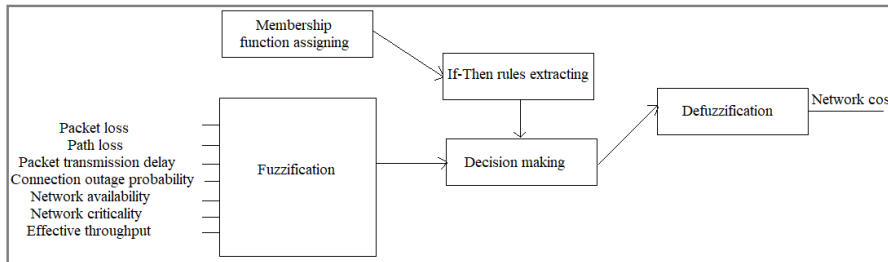 Membership
function assigning
If-Then rules extracting
Network cos
Defuzzification
Packet loss
Path loss
Packet transmission delay
Connection outage probability
Network availability
Network criticality
Effective throughput
Fuzzification
Decision making